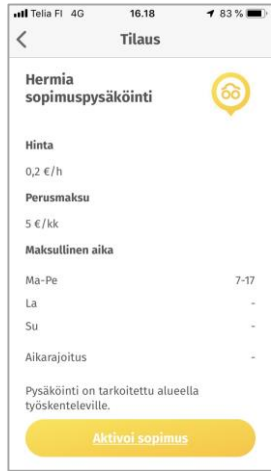 Telia FI 4G 16.18 83 %
Tilaus
Hermia
sopimuspysäköinti
Hinta
0,2 €/h
Perusmaksu
5 €/kk
Maksullinen aika
Ma-Pe 7-17
La -
Su -
Aikarajoitus -
Pysäköinti on tarkoitettu alueella
työskenteleville.
Aktivoi sopimus